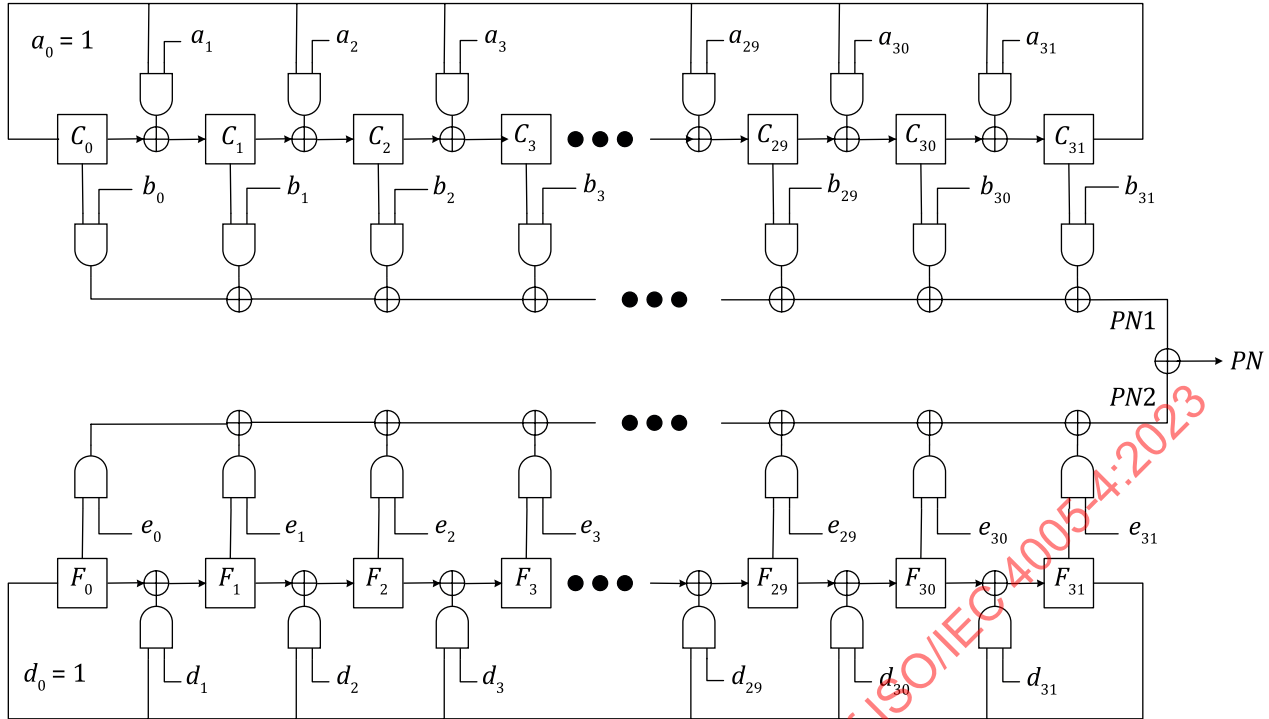 a0 = 1 a1 a2 a3 a29 a30 a31
C0 C1 C2 C3 C29 C30 C31
b0 b1 b2 b3 b29 b30 b31
PN1
PN
PN2
e0 e1 e2 e3 e29 e30 e31
F0 F1 F2 F3 F29 F30 F31
d0 = 1 d1 d2 d3 d29 d30 d31
ISO/IEC 4005-4:2023